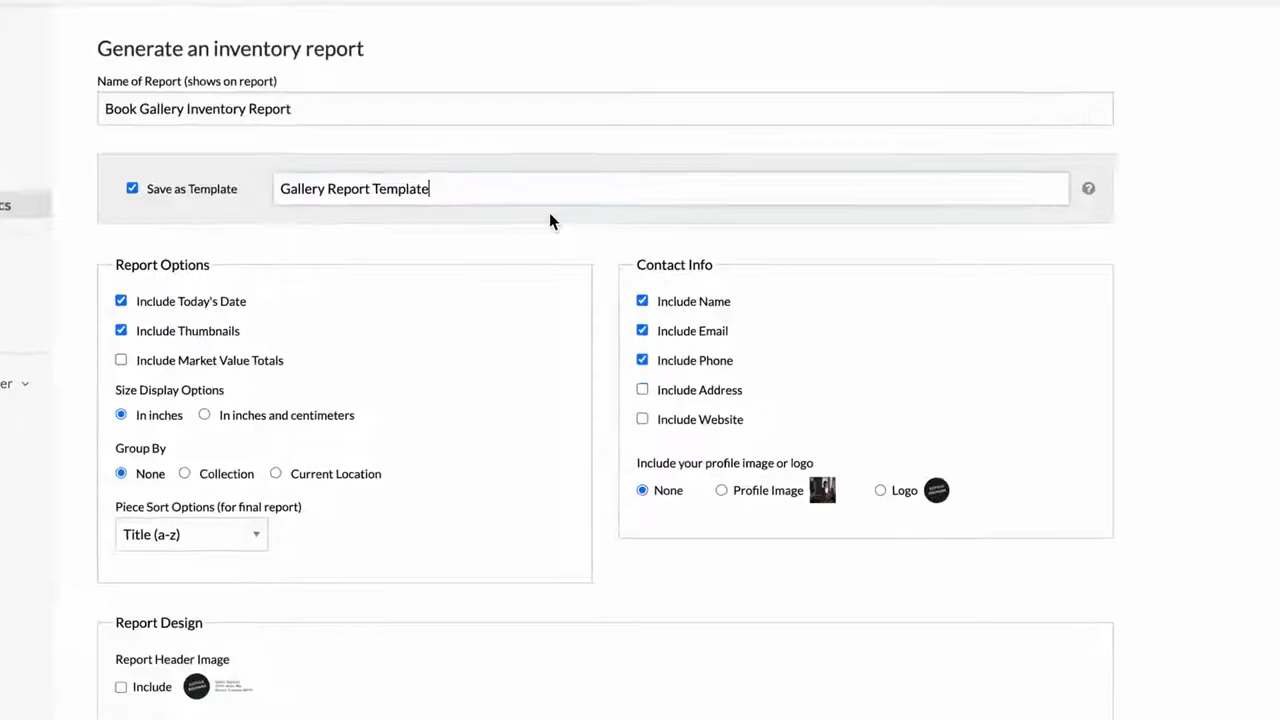 Generate an inventory report
Name of Report (shows on report)
Book Gallery Inventory Report
Save as Template
Gallery Report Template
?
cs
er
Report Options
Include Today's Date
Include Thumbnails
Include Market Value Totals
Size Display Options
In inches
In inches and centimeters
Group By
None
Collection
Current Location
Piece Sort Options (for final report)
Title (a-z)
Contact Info
Include Name
Include Email
Include Phone
Include Address
Include Website
Include your profile image or logo
None
Profile Image
Logo
Report Design
Report Header Image
Include